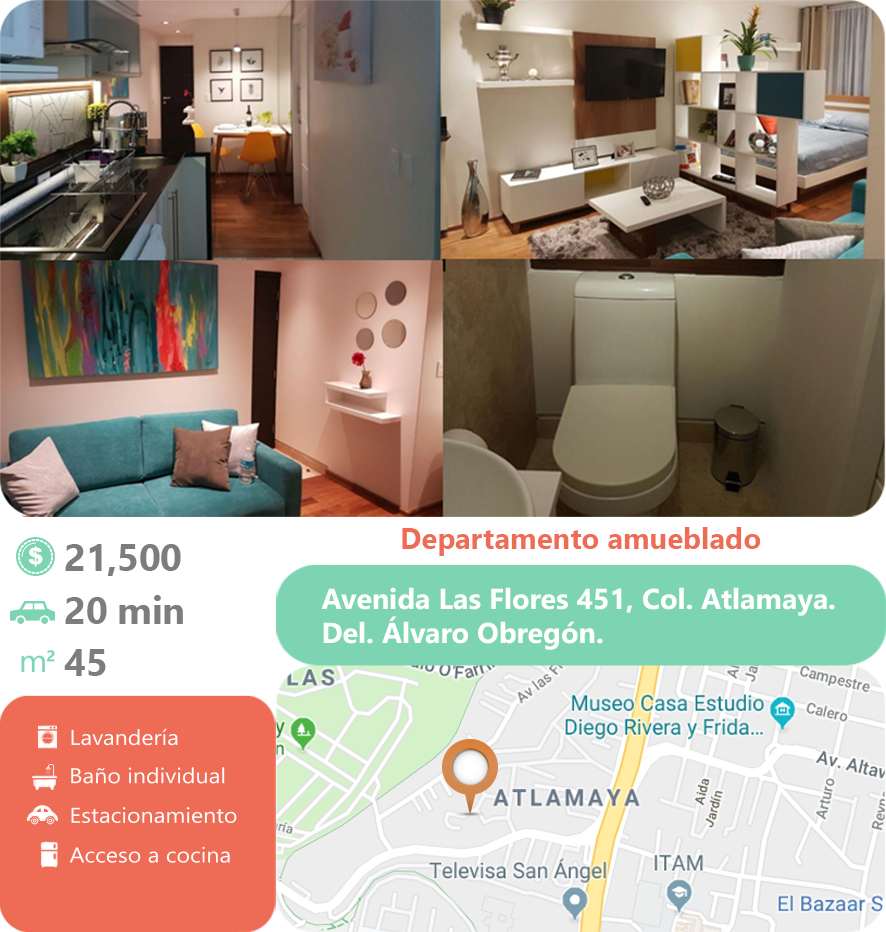 $ 21,500
20 min
m² 45
Departamento amueblado
Avenida Las Flores 451, Col. Atlamaya.
Del. Álvaro Obregón.
Lavandería
Baño individual
Estacionamiento
Acceso a cocina
LAS
Av las F
Campestre
Museo Casa Estudio
Diego Rivera y Frida...
Calero
Av. Altav
ATLAMAYA
Aida
Jardín
Arturo
Reyna
Televisa San Ángel
ITAM
El Bazaar S